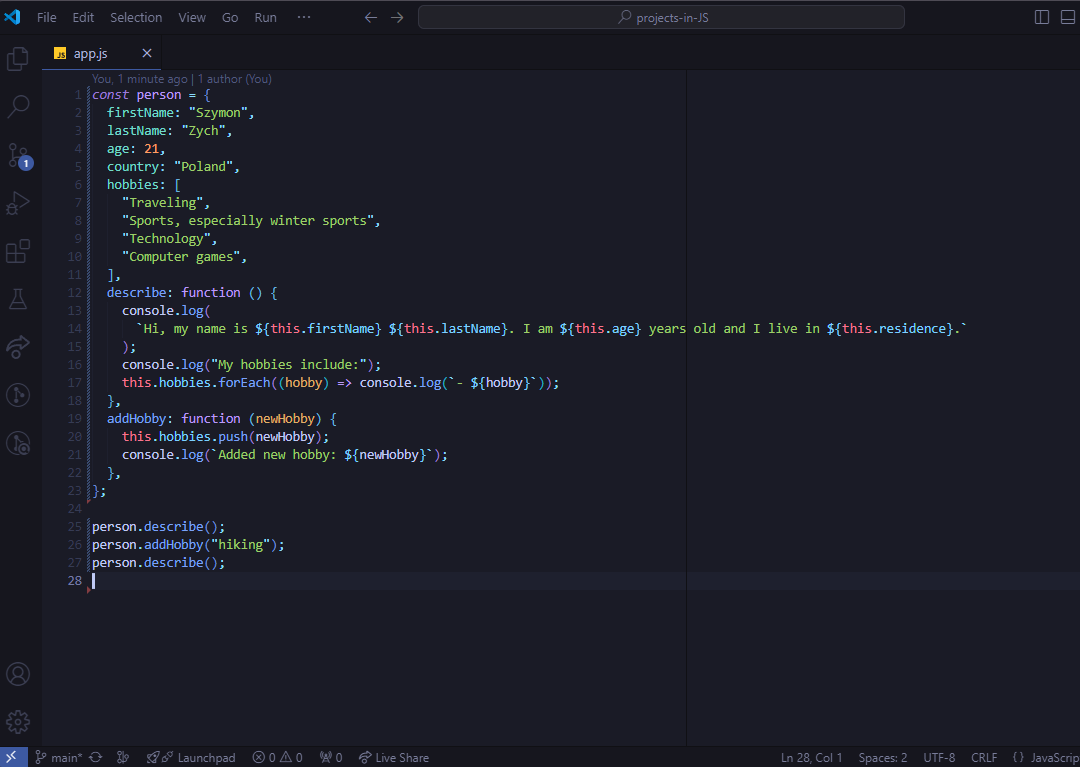 File Edit Selection View Go Run ··· projects-in-JS
JS app.js
You, 1 minute ago | 1 author (You)
1 const person = {
2 firstName: "Szymon",
3 lastName: "Zych",
4 age: 21,
5 country: "Poland",
6 hobbies: [
7 "Traveling",
8 "Sports, especially winter sports",
9 "Technology",
10 "Computer games",
11 ],
12 describe: function () {
13 console.log(
14 `Hi, my name is ${this.firstName} ${this.lastName}. I am ${this.age} years old and I live in ${this.residence}.`
15 );
16 console.log("My hobbies include:");
17 this.hobbies.forEach((hobby) => console.log(`- ${hobby}`));
18 },
19 addHobby: function (newHobby) {
20 this.hobbies.push(newHobby);
21 console.log(`Added new hobby: ${newHobby}`);
22 },
23 };
24
25 person.describe();
26 person.addHobby("hiking");
27 person.describe();
28
1
main* Launchpad 0 0 0 Live Share Ln 28, Col 1 Spaces: 2 UTF-8 CRLF {} JavaScrip